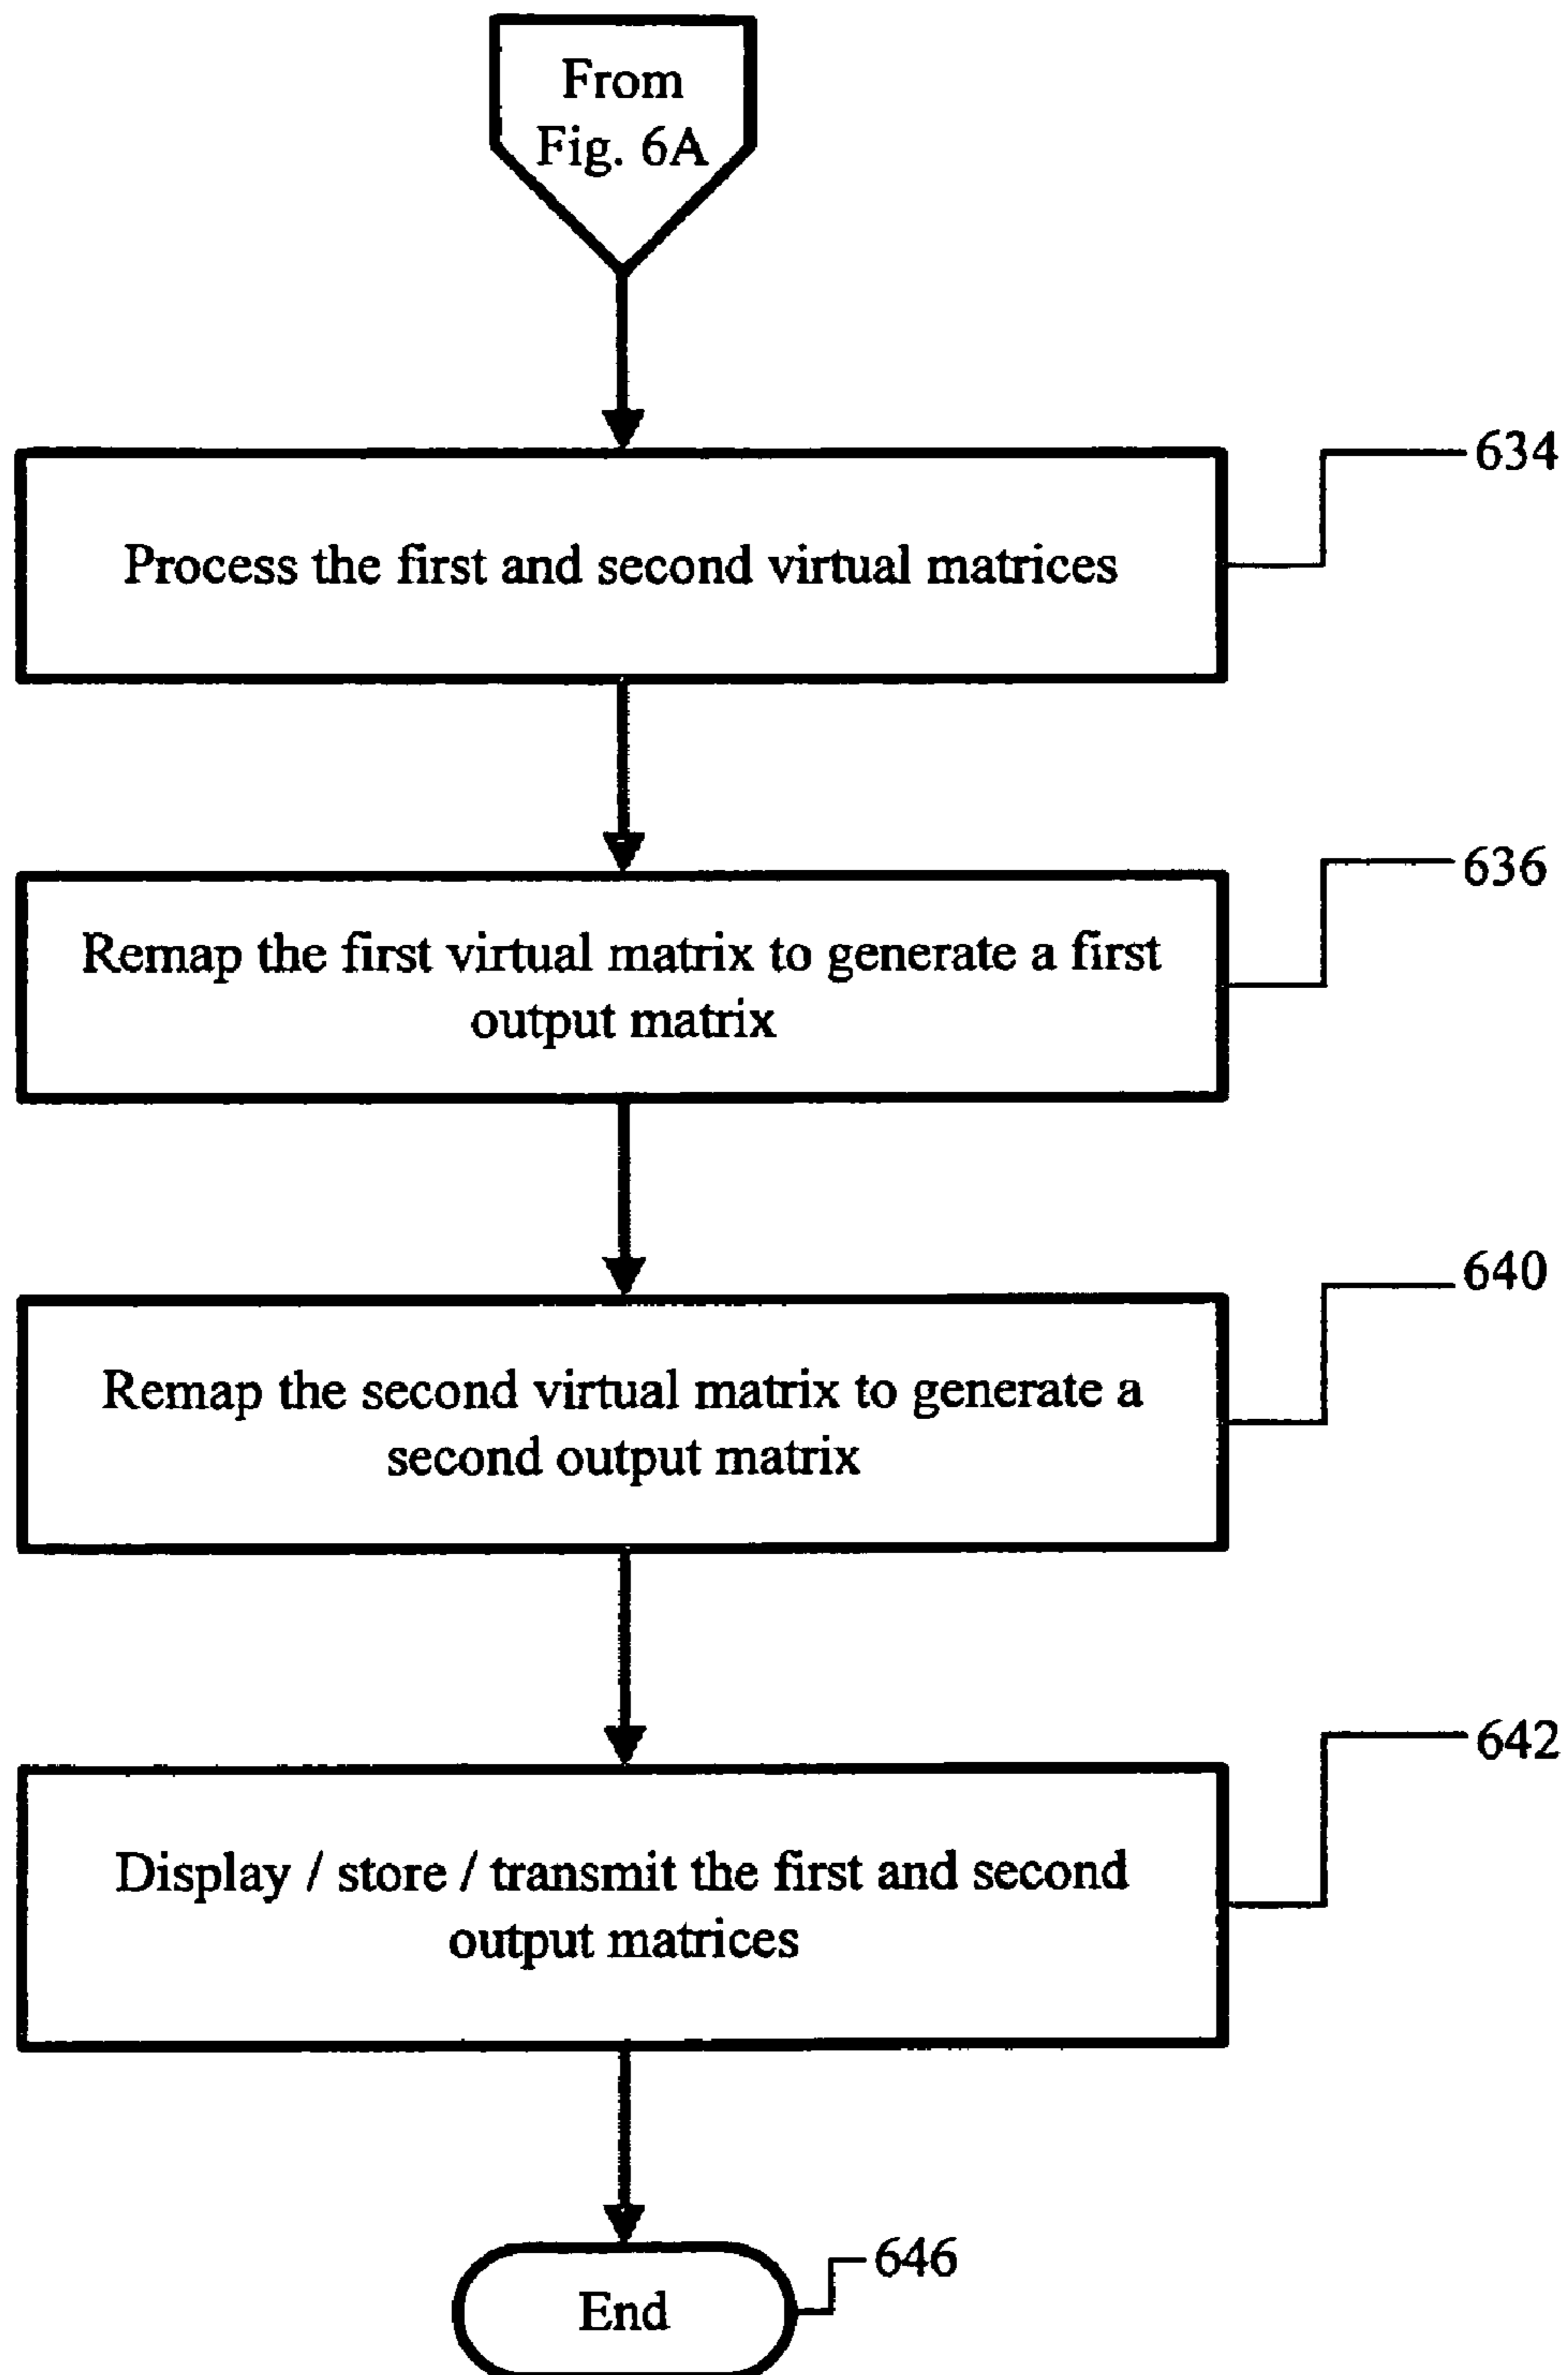 From
Fig. 6A
634
Process the first and second virtual matrices
636
Remap the first virtual matrix to generate a first
output matrix
640
Remap the second virtual matrix to generate a
second output matrix
642
Display / store / transmit the first and second
output matrices
646
End